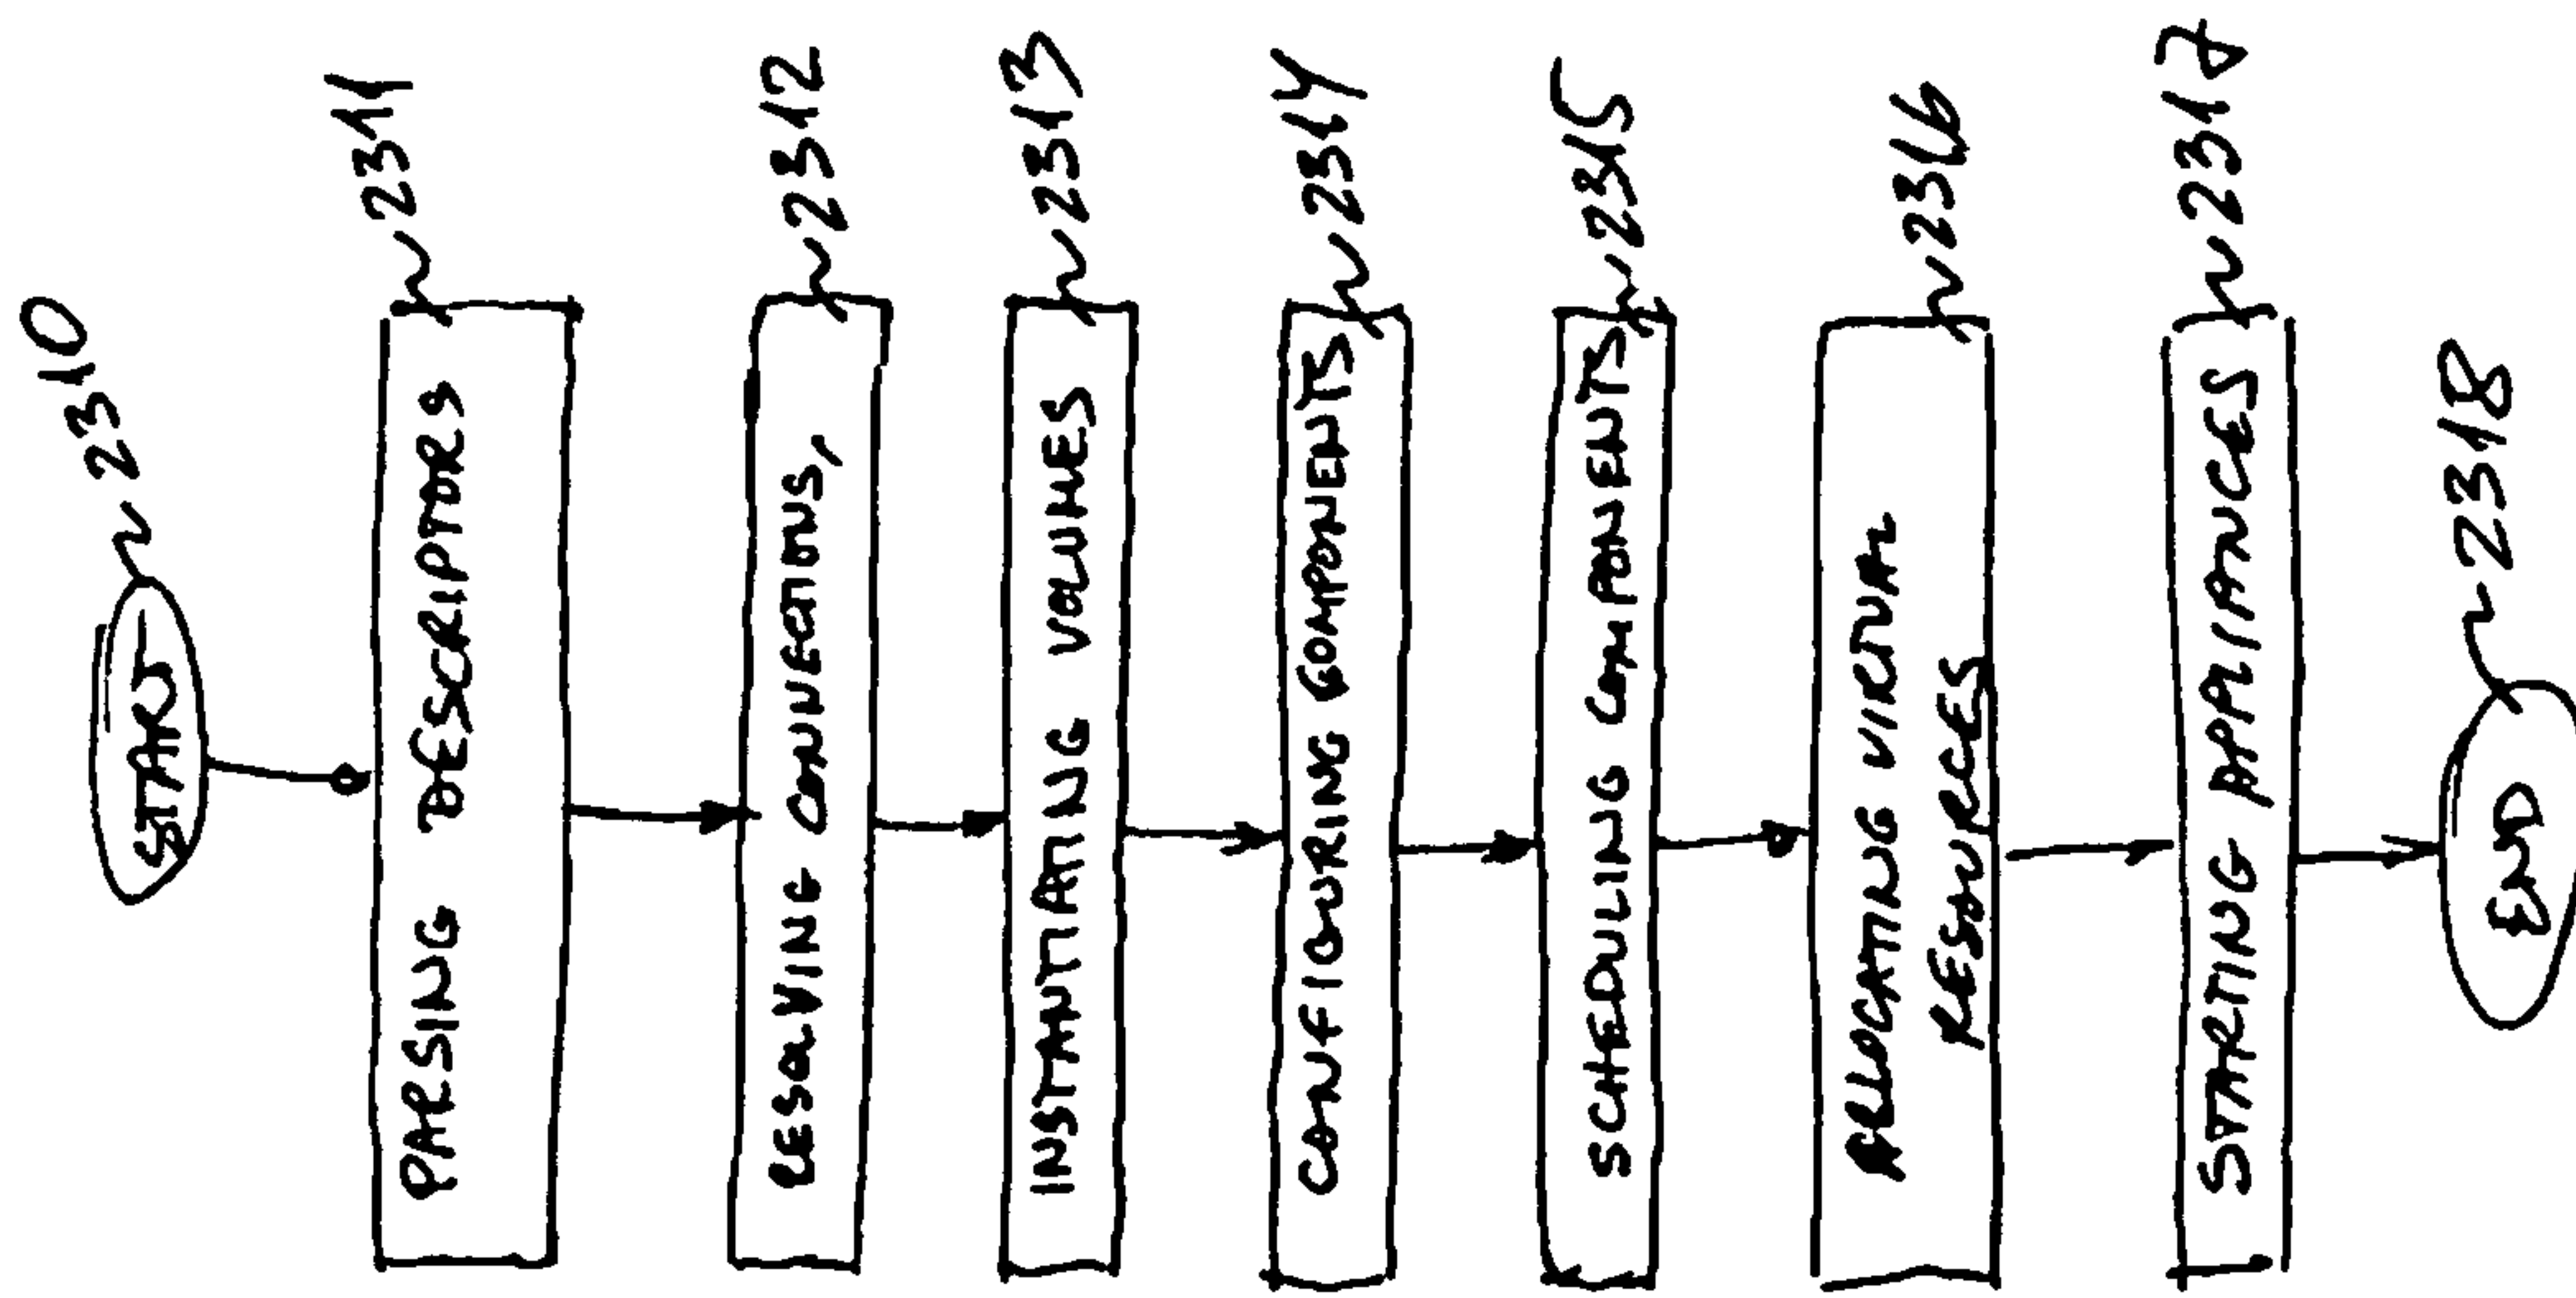 START
2310
PARSING DESCRIPTORS
2311
RESOLVING CONNECTIONS,
2312
INSTANTIATING VOLUMES
2313
CONFIGURING COMPONENTS
2314
SCHEDULING COMPONENTS
2315
ALLOCATING VIRTUAL
RESOURCES
2316
STARTING APPLIANCES
2317
END
2318